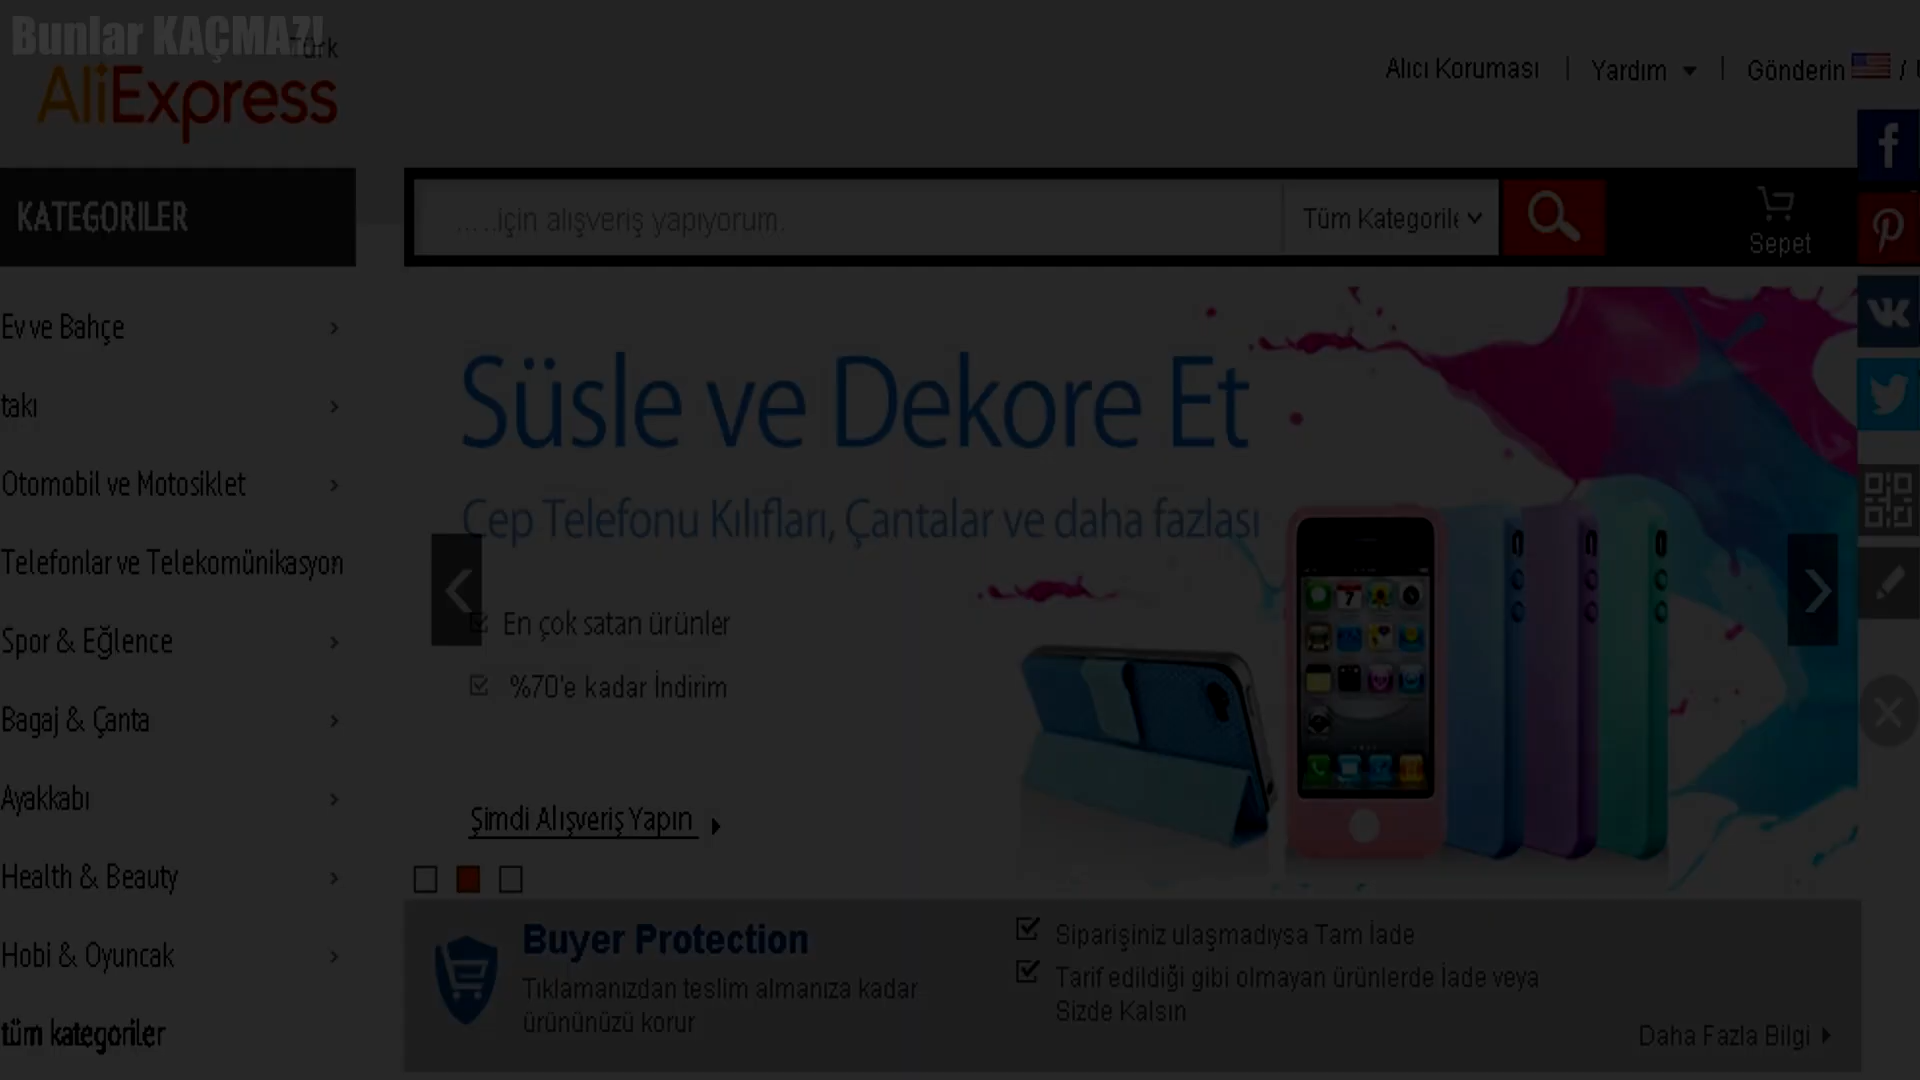 Bunlar KAÇMAZ!
Türk
AliExpress
Alıcı Koruması
Yardım
Gönderin
/
KATEGORİLER
.....için alışveriş yapıyorum.
Tüm Kategorile
Sepet
Ev ve Bahçe
takı
Otomobil ve Motosiklet
Telefonlar ve Telekomünikasyon
Spor & Eğlence
Bagaj & Çanta
Ayakkabı
Health & Beauty
Hobi & Oyuncak
tüm kategoriler
Süsle ve Dekore Et
Cep Telefonu Kılıfları, Çantalar ve daha fazlası
En çok satan ürünler
%70'e kadar İndirim
Şimdi Alışveriş Yapın
7
Buyer Protection
Tıklamanızdan teslim almanıza kadar
ürününüzü korur
Siparişiniz ulaşmadıysa Tam İade
Tarif edildiği gibi olmayan ürünlerde İade veya
Sizde Kalsın
Daha Fazla Bilgi